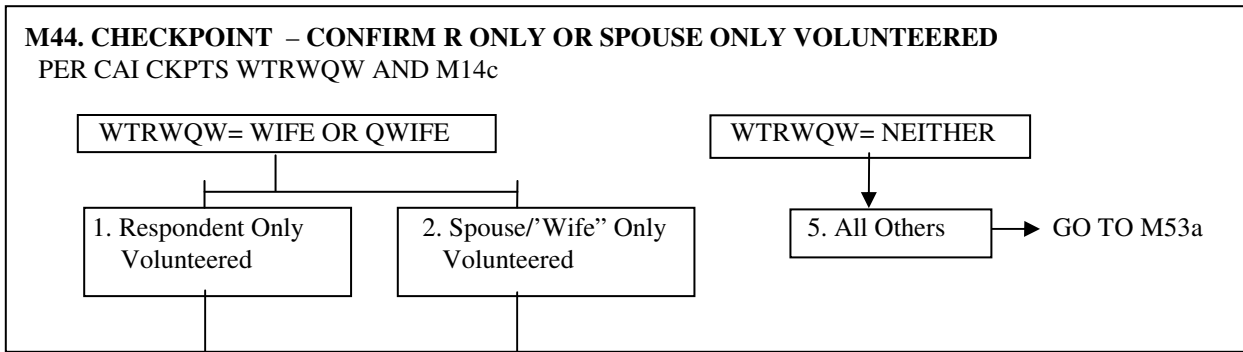 M44. CHECKPOINT – CONFIRM R ONLY OR SPOUSE ONLY VOLUNTEERED
PER CAI CKPTS WTRWQW AND M14c
WTRWQW= WIFE OR QWIFE
WTRWQW= NEITHER
1. Respondent Only
Volunteered
2. Spouse/'Wife" Only
Volunteered
5. All Others
GO TO M53a